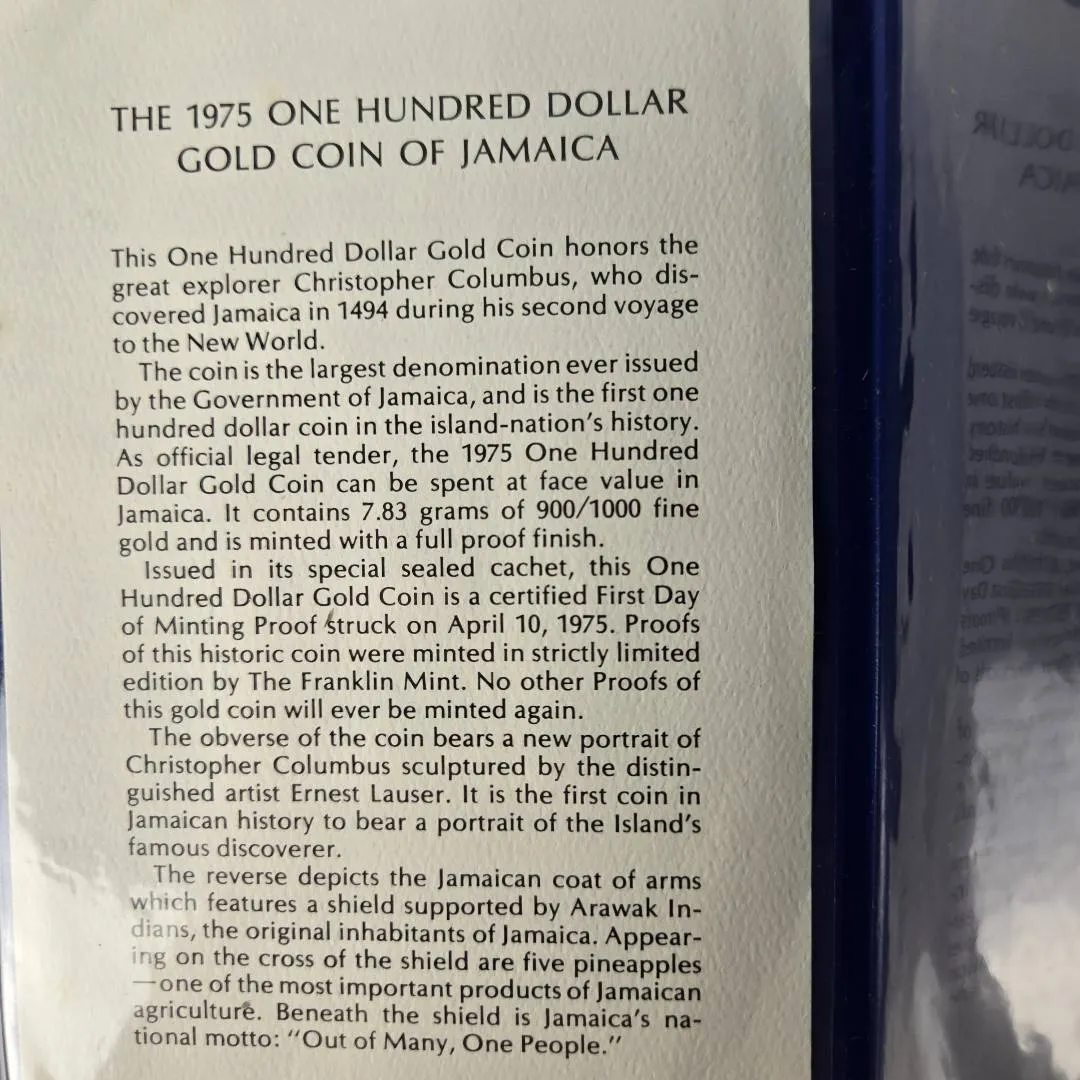 THE 1975 ONE HUNDRED DOLLAR
GOLD COIN OF JAMAICA
This One Hundred Dollar Gold Coin honors the
great explorer Christopher Columbus, who dis-
covered Jamaica in 1494 during his second voyage
to the New World.
The coin is the largest denomination ever issued
by the Government of Jamaica, and is the first one
hundred dollar coin in the island-nation's history.
As official legal tender, the 1975 One Hundred
Dollar Gold Coin can be spent at face value in
Jamaica. It contains 7.83 grams of 900/1000 fine
gold and is minted with a full proof finish.
Issued in its special sealed cachet, this One
Hundred Dollar Gold Coin is a certified First Day
of Minting Proof struck on April 10, 1975. Proofs
of this historic coin were minted in strictly limited
edition by The Franklin Mint. No other Proofs of
this gold coin will ever be minted again.
The obverse of the coin bears a new portrait of
Christopher Columbus sculptured by the distin-
guished artist Ernest Lauser. It is the first coin in
Jamaican history to bear a portrait of the Island's
famous discoverer.
The reverse depicts the Jamaican coat of arms
which features a shield supported by Arawak In-
dians, the original inhabitants of Jamaica. Appear-
ing on the cross of the shield are five pineapples
—one of the most important products of Jamaican
agriculture. Beneath the shield is Jamaica's na-
tional motto: "Out of Many, One People."